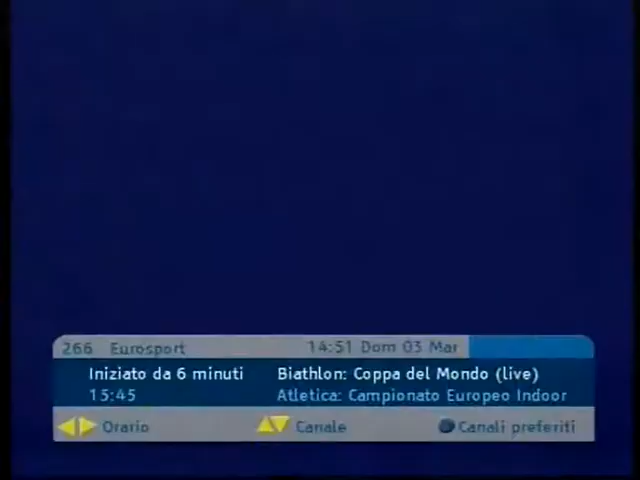 266 Eurosport 14:51 Dom 03 Mar
Iniziato da 6 minuti Biathlon: Coppa del Mondo (live)
15:45 Atletica: Campionato Europeo Indoor
Orario Canale Canali preferiti